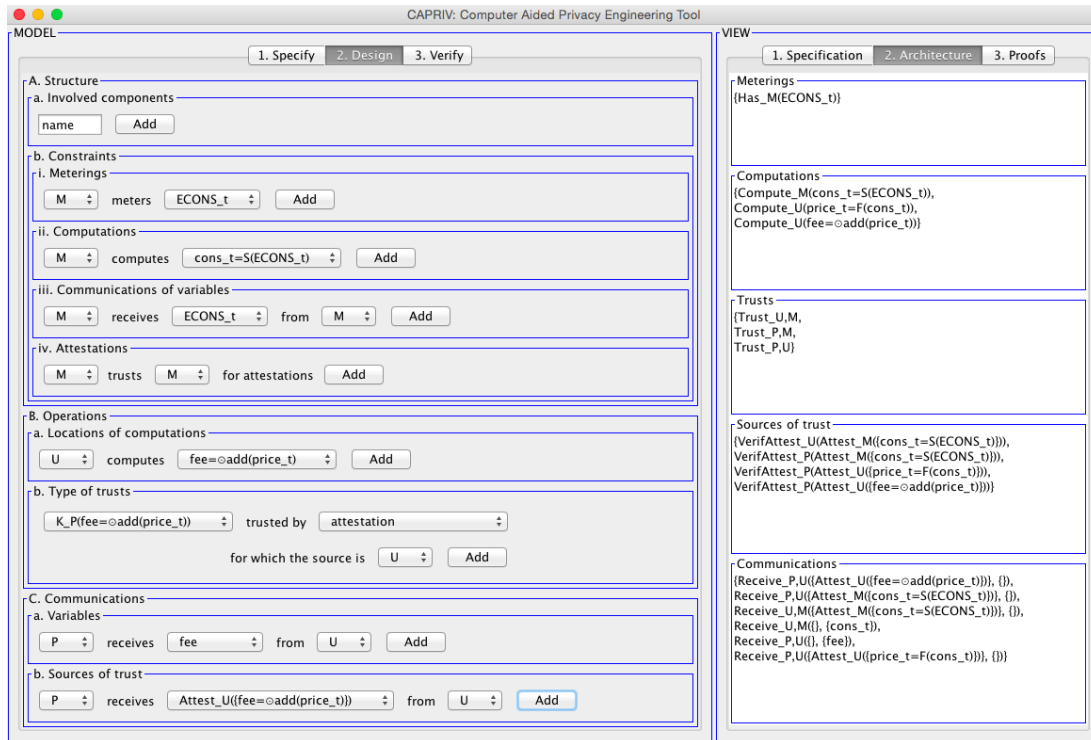 CAPRIV: Computer Aided Privacy Engineering Tool
MODEL
1. Specify 2. Design 3. Verify
A. Structure
a. Involved components
name Add
b. Constraints
i. Meterings
M meters ECONS_t Add
ii. Computations
M computes cons_t=S(ECONS_t) Add
iii. Communications of variables
M receives ECONS_t from M Add
iv. Attestations
M trusts M for attestations Add
B. Operations
a. Locations of computations
U computes fee=⊙add(price_t) Add
b. Type of trusts
K_P(fee=⊙add(price_t)) trusted by attestation
for which the source is U Add
C. Communications
a. Variables
P receives fee from U Add
b. Sources of trust
P receives Attest_U({fee=⊙add(price_t)}) from U Add
VIEW
1. Specification 2. Architecture 3. Proofs
Meterings
{Has_M(ECONS_t)}
Computations
{Compute_M(cons_t=S(ECONS_t)),
Compute_U(price_t=F(cons_t)),
Compute_U(fee=⊙add(price_t))}
Trusts
{Trust_U,M,
Trust_P,M,
Trust_P,U}
Sources of trust
{VerifAttest_U(Attest_M({cons_t=S(ECONS_t)})),
VerifAttest_P(Attest_M({cons_t=S(ECONS_t)})),
VerifAttest_P(Attest_U({price_t=F(cons_t)})),
VerifAttest_P(Attest_U({fee=⊙add(price_t)}))}
Communications
{Receive_P,U({Attest_U({fee=⊙add(price_t)})}, {}),
Receive_P,U({Attest_M({cons_t=S(ECONS_t)})}, {}),
Receive_U,M({Attest_M({cons_t=S(ECONS_t)})}, {}),
Receive_U,M({}, {cons_t}),
Receive_P,U({}, {fee}),
Receive_P,U({Attest_U({price_t=F(cons_t)})}, {})}